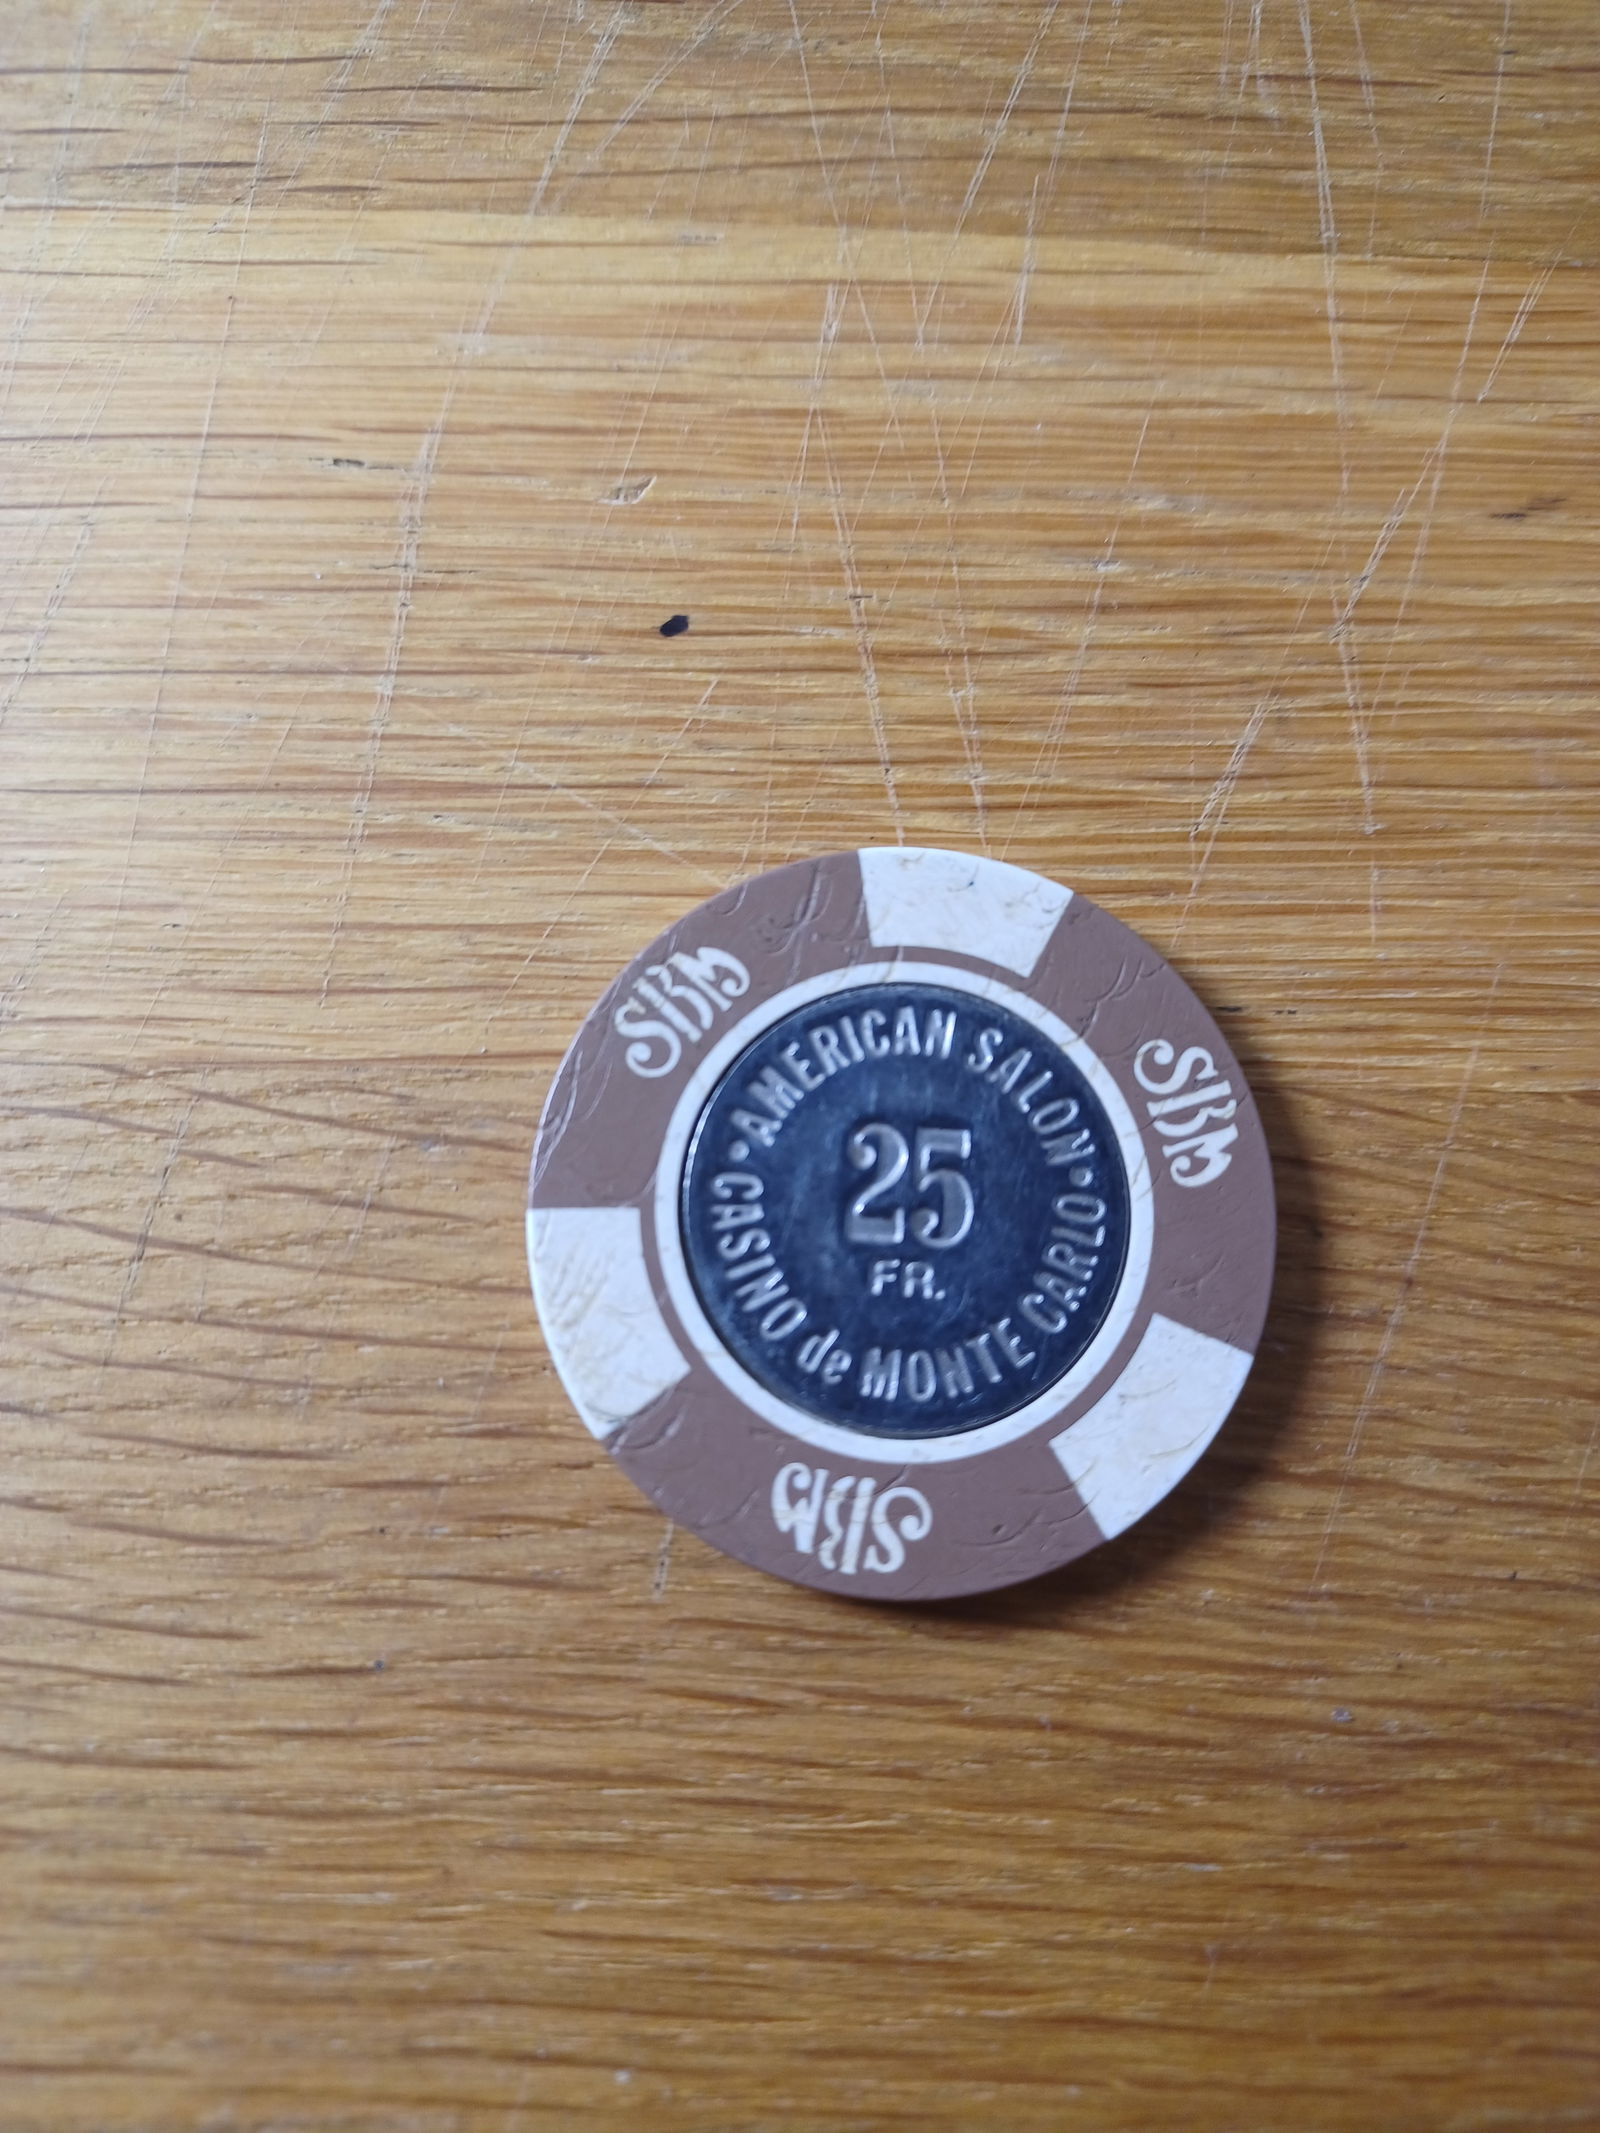 SBM
SBM
• AMERICAN SALON •
25
FR.
CASINO de MONTE CARLO
SBM